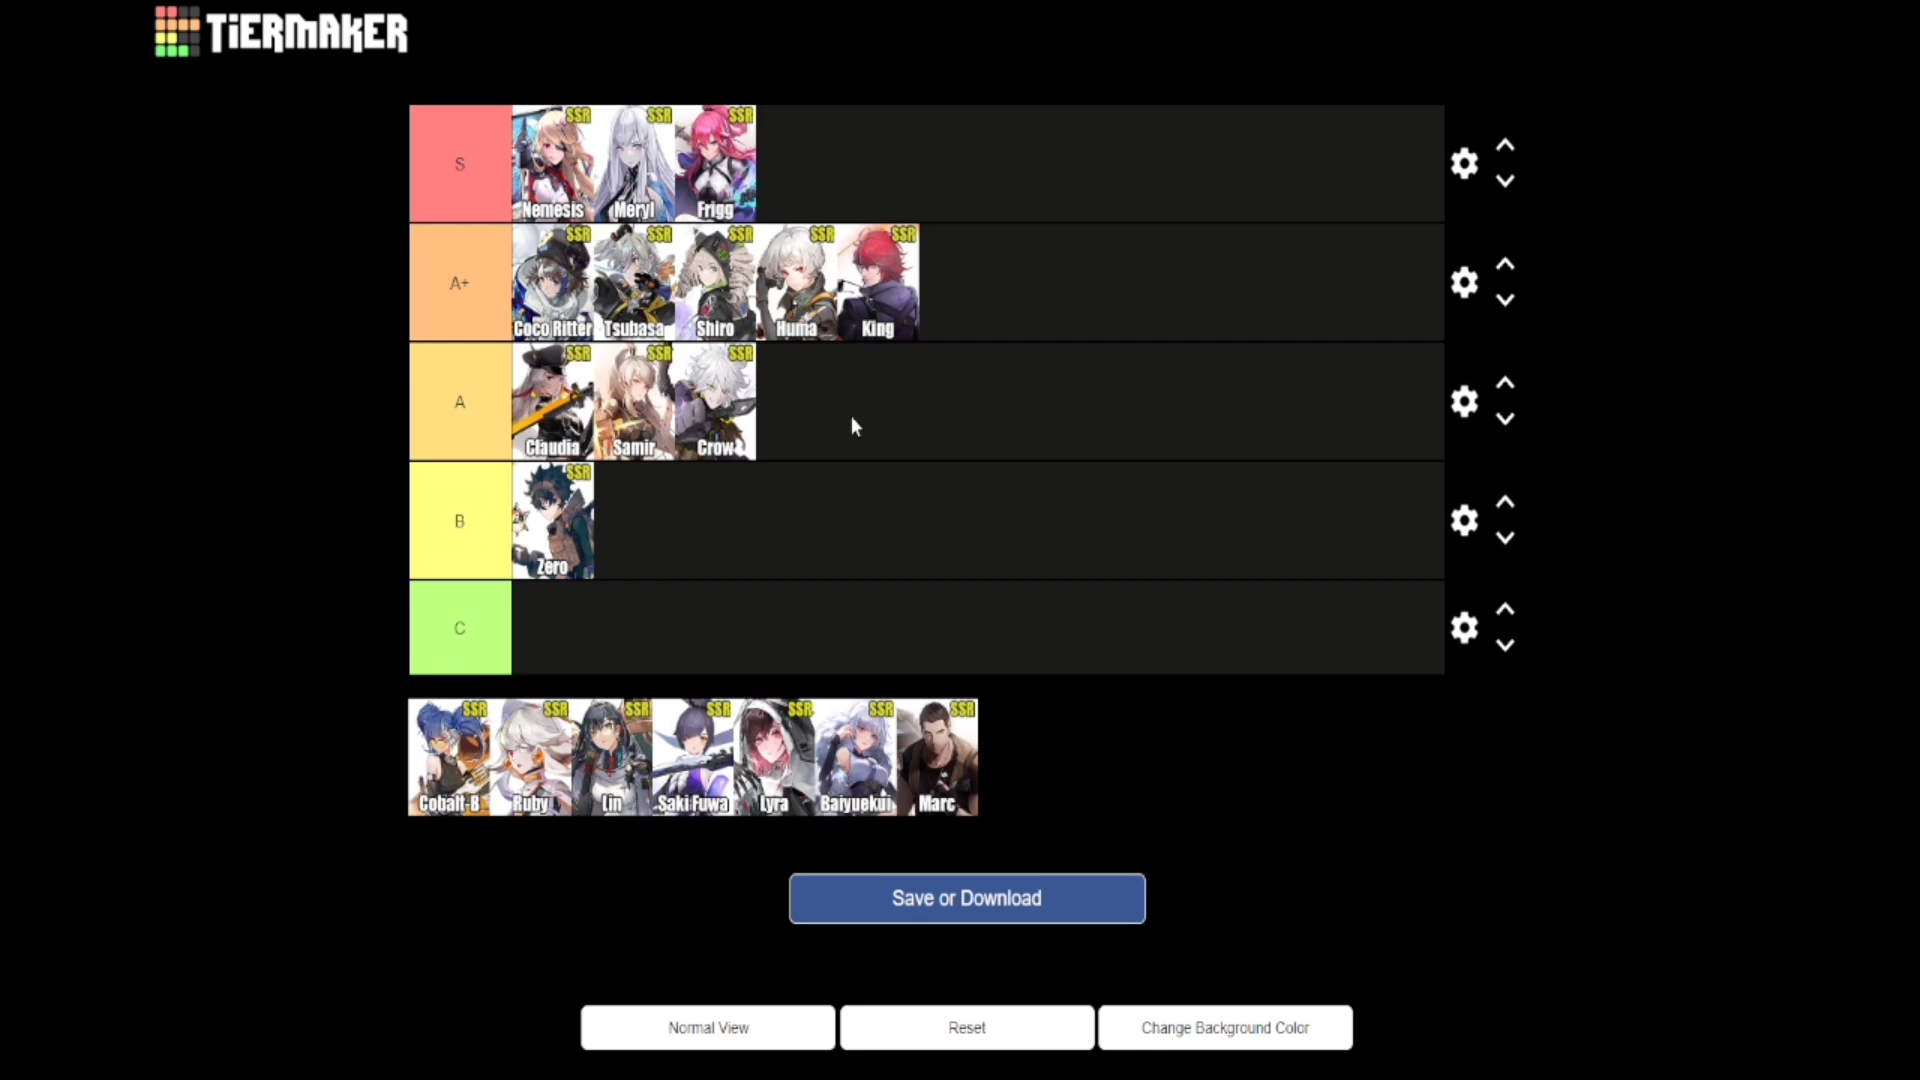 TiERMAKER
S
SSR SSR SSR
Nemesis Meryl Frigg
A+
SSR SSR SSR SSR SSR
Coco Ritter Tsubasa Shiro Huma King
A
SSR SSR SSR
Claudia Samir Crow
B
SSR
Zero
C
SSR SSR SSR SSR SSR SSR SSR
Cobalt-B Ruby Lin Saki Fuwa Lyra Baiyuekui Marc
Save or Download
Normal View Reset Change Background Color